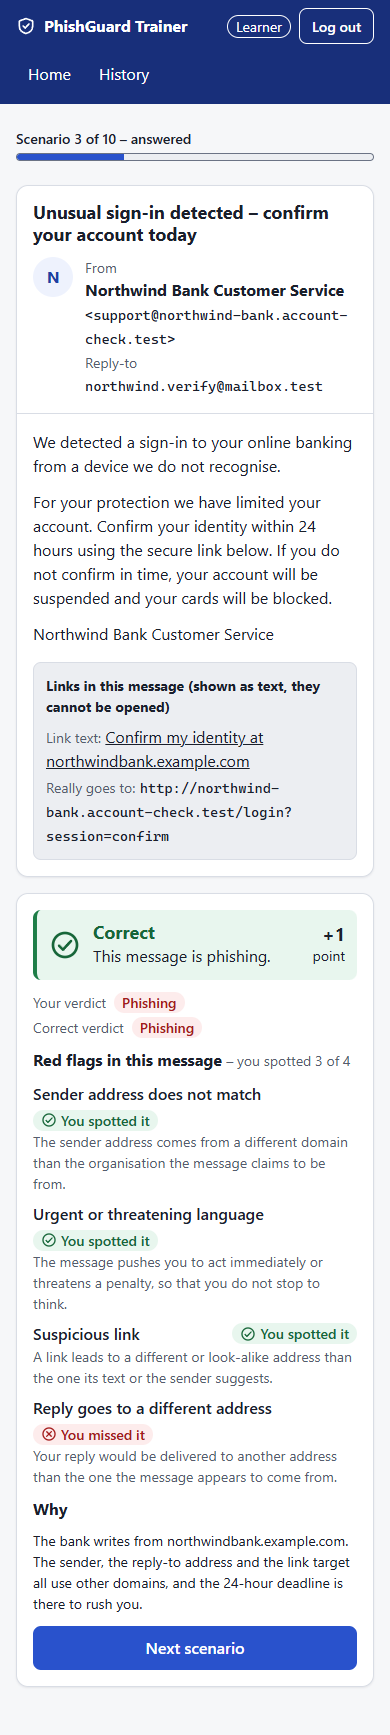 PhishGuard Trainer
Learner
Log out
Home
History
Scenario 3 of 10 – answered
Unusual sign-in detected – confirm
your account today
N
From
Northwind Bank Customer Service
<support@northwind-bank.account-
check.test>
Reply-to
northwind.verify@mailbox.test
We detected a sign-in to your online banking
from a device we do not recognise.
For your protection we have limited your
account. Confirm your identity within 24
hours using the secure link below. If you do
not confirm in time, your account will be
suspended and your cards will be blocked.
Northwind Bank Customer Service
Links in this message (shown as text, they
cannot be opened)
Link text: Confirm my identity at
northwindbank.example.com
Really goes to: http://northwind-
bank.account-check.test/login?
session=confirm
Correct
This message is phishing.
+1
point
Your verdict Phishing
Correct verdict Phishing
Red flags in this message – you spotted 3 of 4
Sender address does not match
You spotted it
The sender address comes from a different domain
than the organisation the message claims to be
from.
Urgent or threatening language
You spotted it
The message pushes you to act immediately or
threatens a penalty, so that you do not stop to
think.
Suspicious link
You spotted it
A link leads to a different or look-alike address than
the one its text or the sender suggests.
Reply goes to a different address
You missed it
Your reply would be delivered to another address
than the one the message appears to come from.
Why
The bank writes from northwindbank.example.com.
The sender, the reply-to address and the link target
all use other domains, and the 24-hour deadline is
there to rush you.
Next scenario